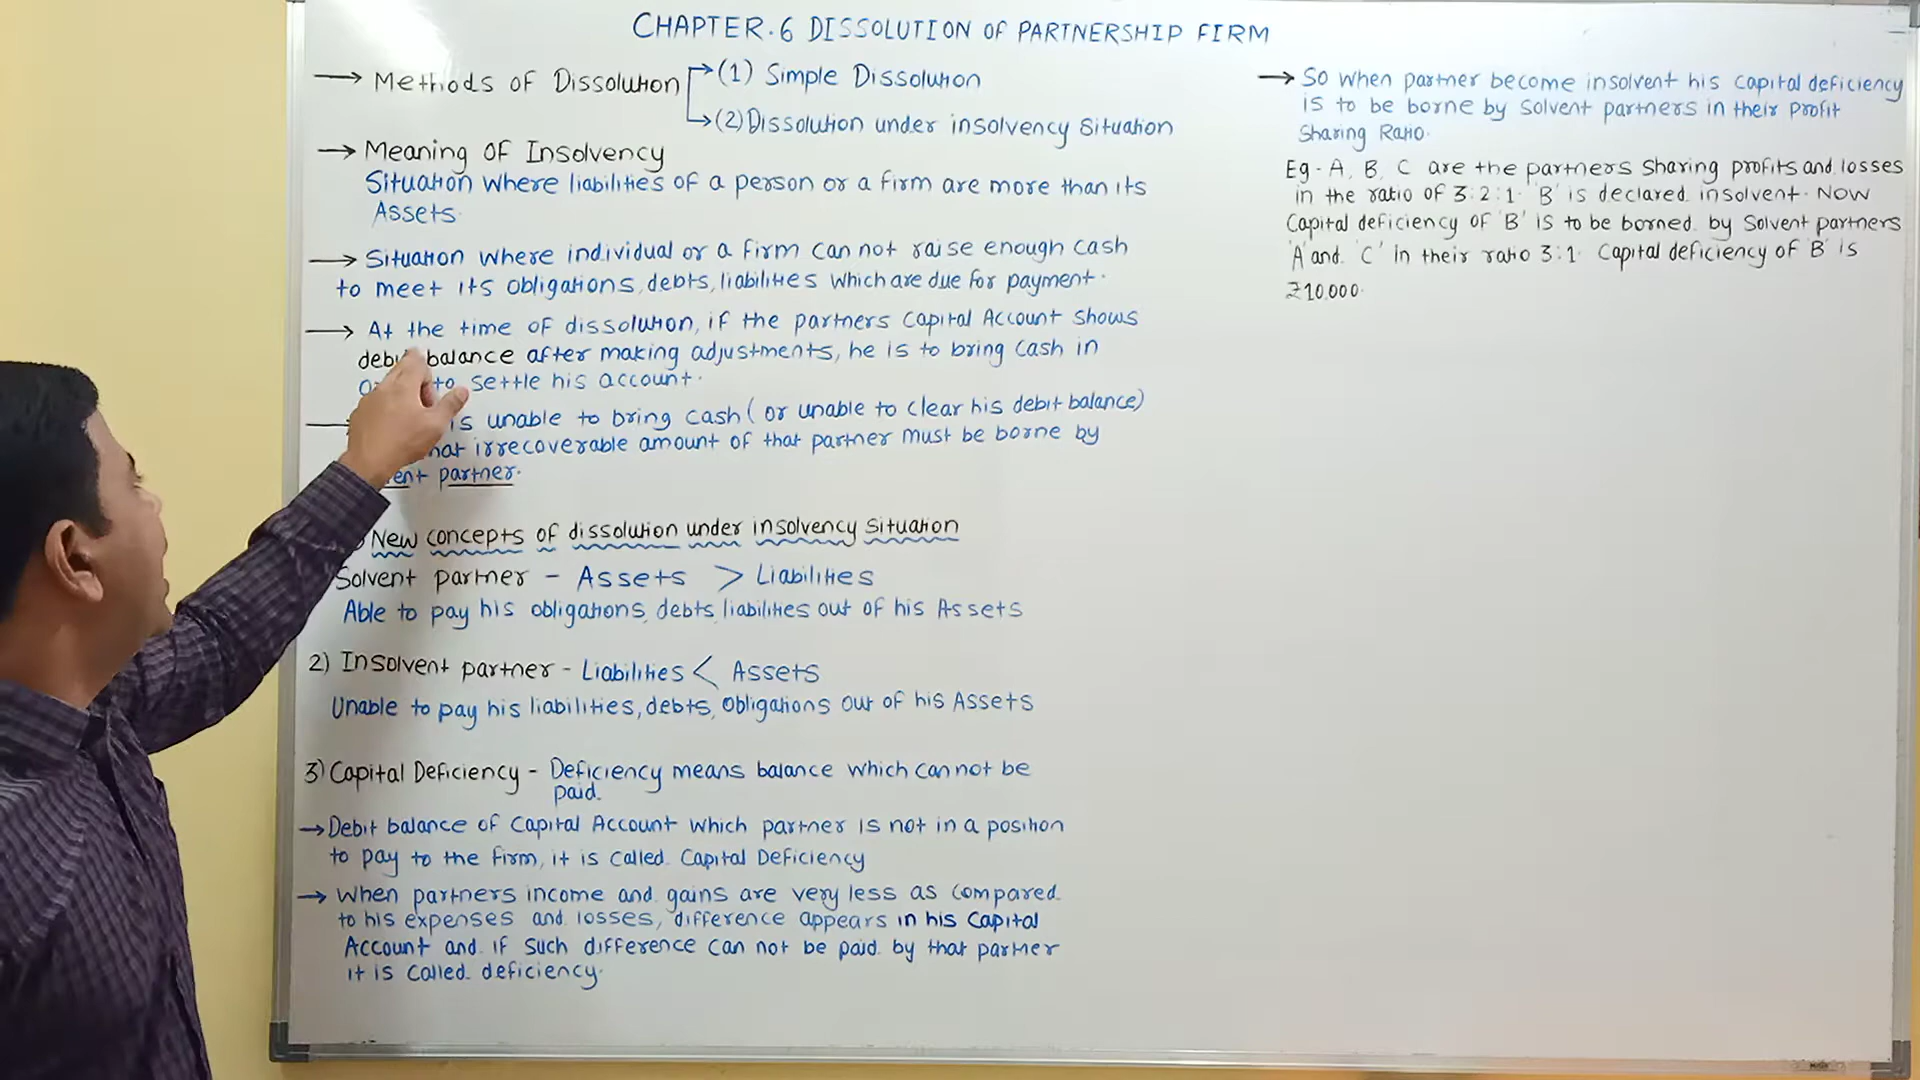 CHAPTER.6 DISSOLUTION OF PARTNERSHIP FIRM
→ Methods of Dissolution →(1) Simple Dissolution
→(2) Dissolution under insolvency Situation
→ Meaning OF Insolvency
Situation where liabilities of a person or a firm are more than its
Assets.
→ Situation where individual or a firm can not raise enough cash
to meet its obligations, debts, liabilities which are due for payment.
→ At the time of dissolution, if the partners Capital Account shows
debit balance after making adjustments, he is to bring cash in
to settle his account.
is unable to bring cash (or unable to clear his debit balance)
irrecoverable amount of that partner must be borne by
partner.
New concepts of dissolution under insolvency situation
Solvent partner - Assets > Liabilities
Able to pay his obligations, debts, liabilities out of his Assets
2) Insolvent partner - Liabilities < Assets
Unable to pay his liabilities, debts, obligations out of his Assets
3) Capital Deficiency - Deficiency means balance which can not be
paid.
→ Debit balance of Capital Account which partner is not in a position
to pay to the firm, it is called Capital Deficiency
→ When partners income and gains are very less as compared
to his expenses and losses, difference appears in his Capital
Account and if such difference can not be paid by that partner
it is called deficiency.
→ So when partner become insolvent his capital deficiency
is to be borne by solvent partners in their profit
sharing Ratio.
Eg - A, B, C are the partners sharing profits and losses
in the ratio of 3:2:1. 'B' is declared insolvent. Now
Capital deficiency of 'B' is to be borned by Solvent partners
'A' and 'C' in their ratio 3:1. Capital deficiency of 'B' is
₹10,000.